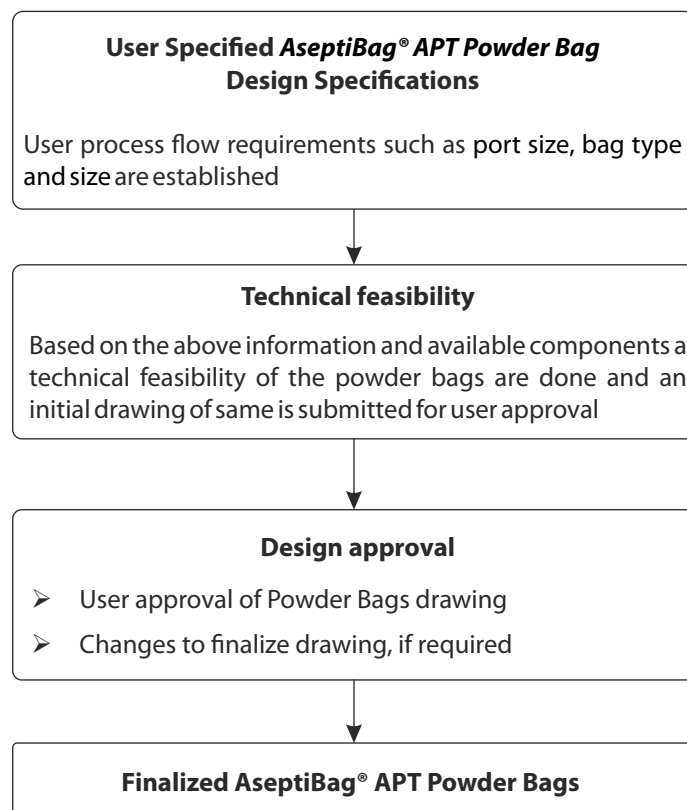 User Specified AseptiBag® APT Powder Bag
Design Specifications
User process flow requirements such as port size, bag type
and size are established
Technical feasibility
Based on the above information and available components a
technical feasibility of the powder bags are done and an
initial drawing of same is submitted for user approval
Design approval
➢ User approval of Powder Bags drawing
➢ Changes to finalize drawing, if required
Finalized AseptiBag® APT Powder Bags